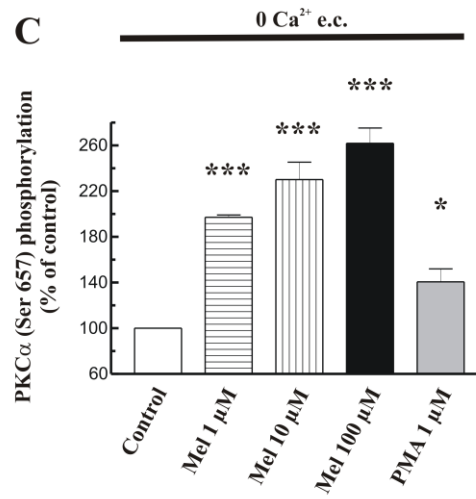 C
0 Ca²⁺ e.c.
PKCα (Ser 657) phosphorylation
(% of control)
260
220
180
140
100
60
***
***
***
*
Control
Mel 1 µM
Mel 10 µM
Mel 100 µM
PMA 1 µM